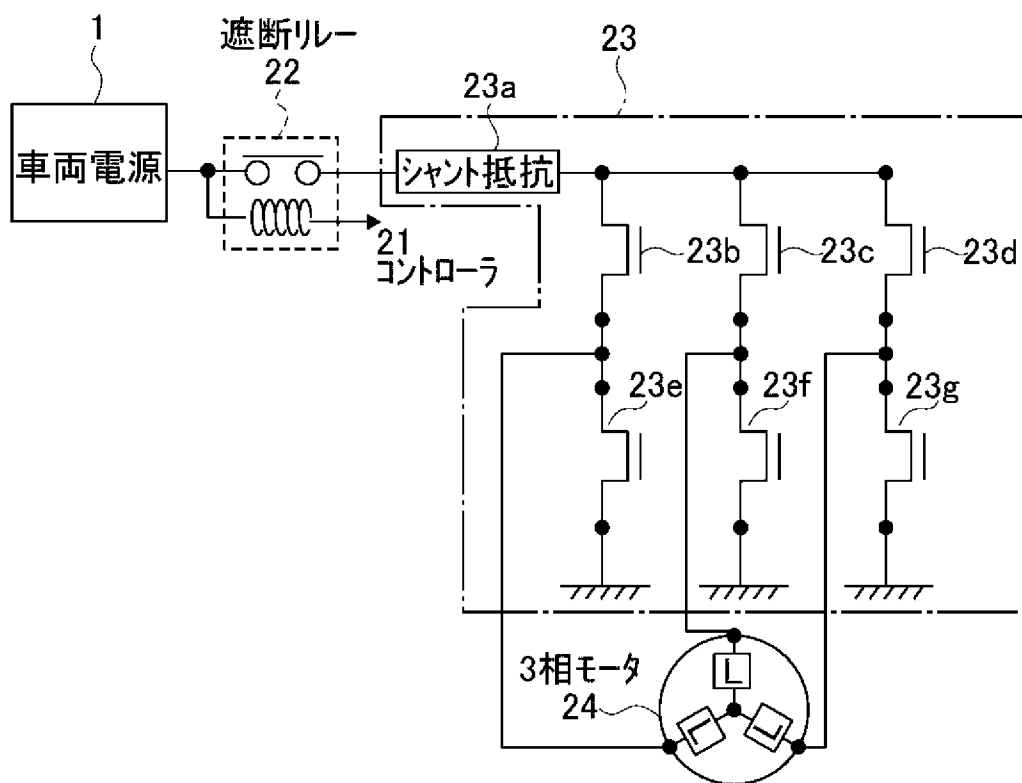 1
遮断リレー
22
23
23a
車両電源
シャント抵抗
21
コントローラ
23b
23c
23d
23e
23f
23g
3相モータ
24
L
L
L